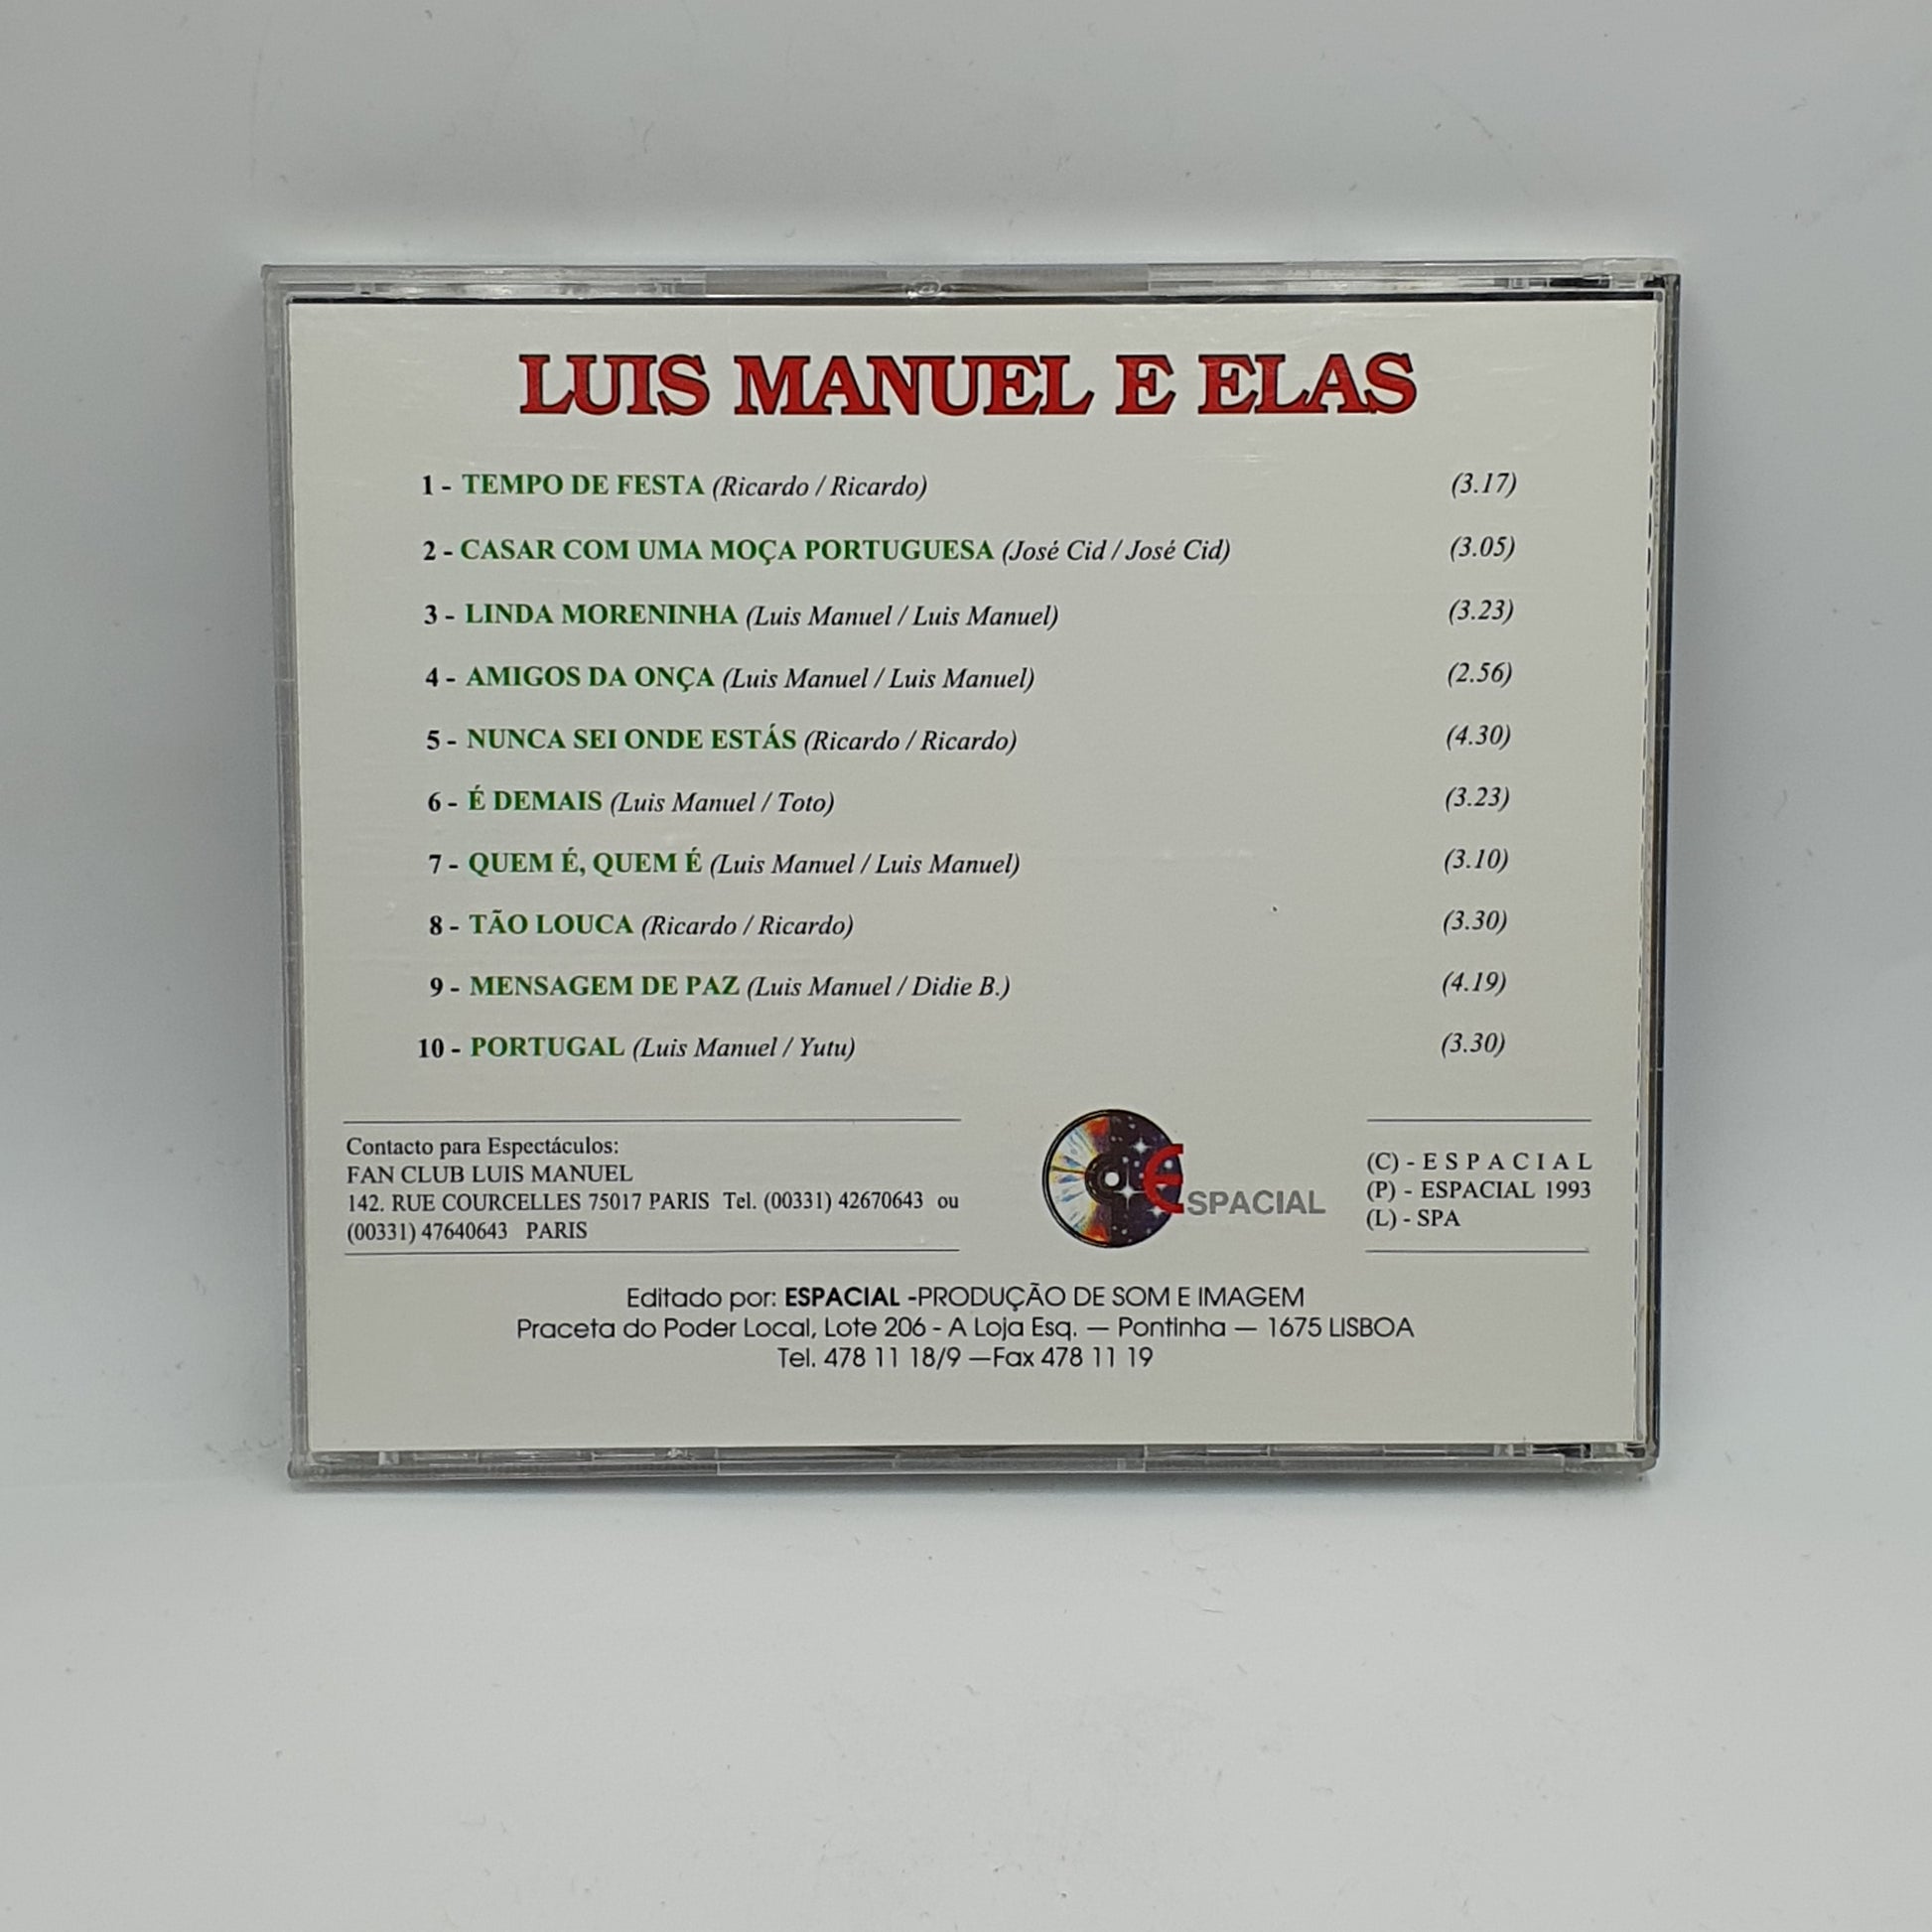 LUIS MANUEL E ELAS
1 - TEMPO DE FESTA (Ricardo / Ricardo) (3.17)
2 - CASAR COM UMA MOÇA PORTUGUESA (José Cid / José Cid) (3.05)
3 - LINDA MORENINHA (Luis Manuel / Luis Manuel) (3.23)
4 - AMIGOS DA ONÇA (Luis Manuel / Luis Manuel) (2.56)
5 - NUNCA SEI ONDE ESTÁS (Ricardo / Ricardo) (4.30)
6 - É DEMAIS (Luis Manuel / Toto) (3.23)
7 - QUEM É, QUEM É (Luis Manuel / Luis Manuel) (3.10)
8 - TÃO LOUCA (Ricardo / Ricardo) (3.30)
9 - MENSAGEM DE PAZ (Luis Manuel / Didie B.) (4.19)
10 - PORTUGAL (Luis Manuel / Yutu) (3.30)
Contacto para Espectáculos:
FAN CLUB LUIS MANUEL
142. RUE COURCELLES 75017 PARIS Tel. (00331) 42670643 ou
(00331) 47640643 PARIS
ESPACIAL
(C) - E S P A C I A L
(P) - ESPACIAL 1993
(L) - SPA
Editado por: ESPACIAL -PRODUÇÃO DE SOM E IMAGEM
Praceta do Poder Local, Lote 206 - A Loja Esq. — Pontinha — 1675 LISBOA
Tel. 478 11 18/9 —Fax 478 11 19